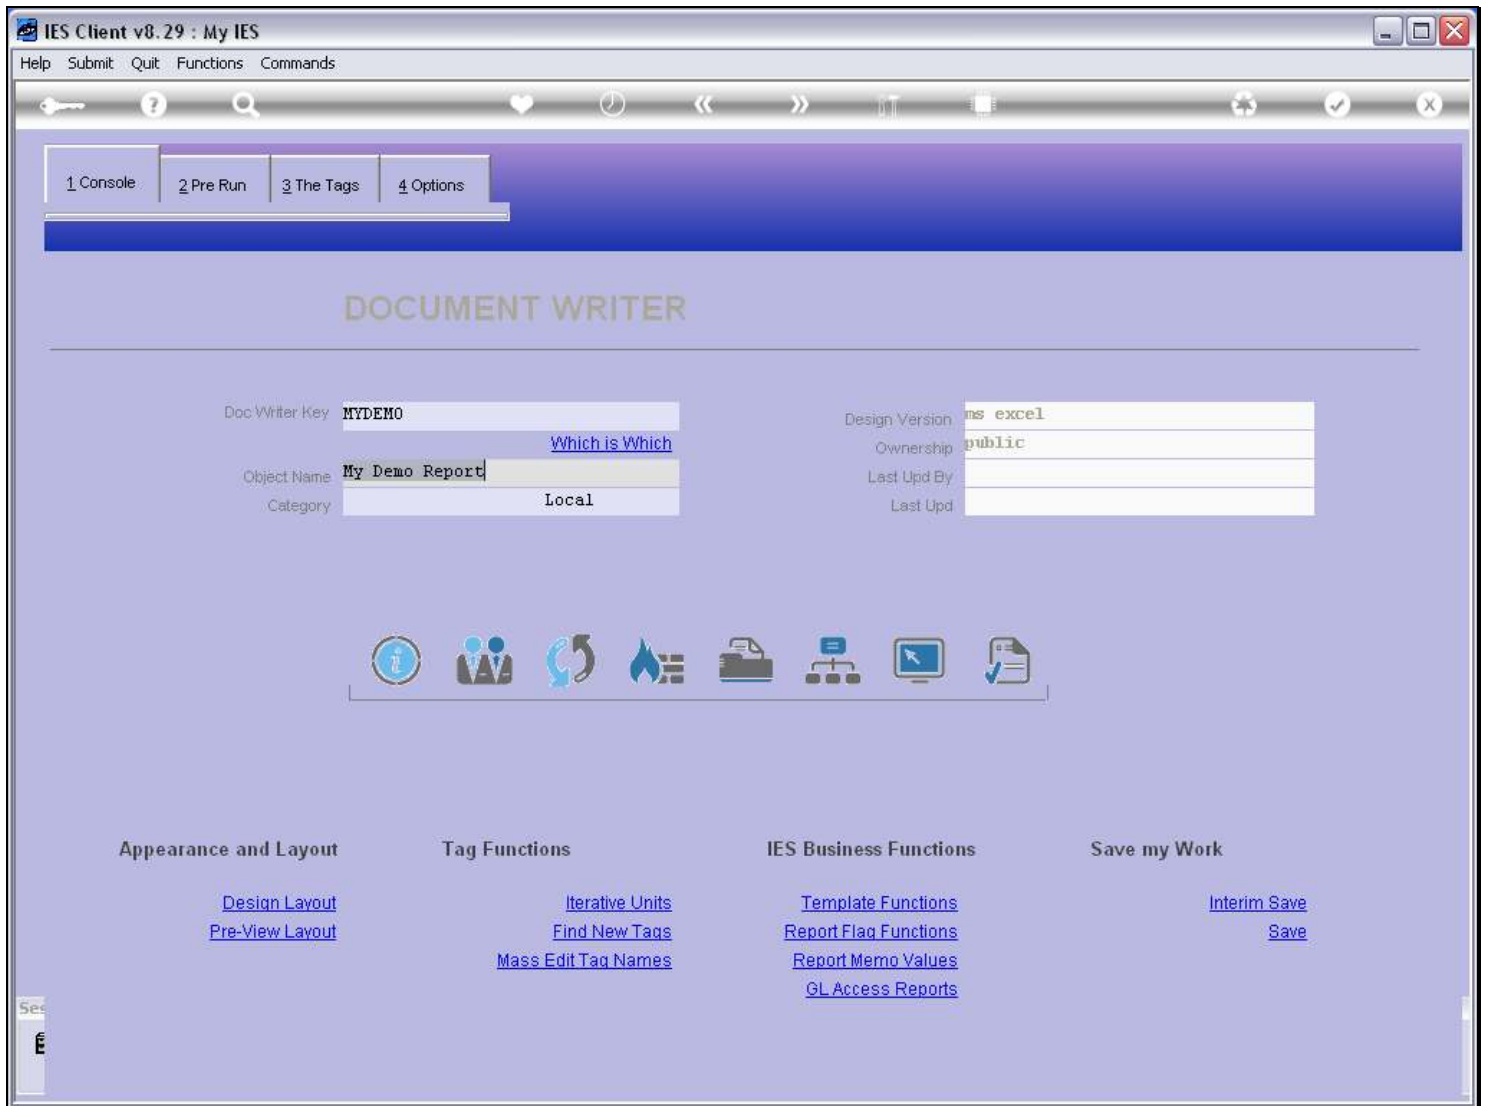 IES Client v8.29 : My IES
Help Submit Quit Functions Commands
1 Console
2 Pre Run
3 The Tags
4 Options
DOCUMENT WRITER
Doc Writer Key MYDEMO
Which is Which
Object Name My Demo Report
Category Local
Design Version ms excel
Ownership public
Last Upd By
Last Upd
Appearance and Layout
Design Layout
Pre-View Layout
Tag Functions
Iterative Units
Find New Tags
Mass Edit Tag Names
IES Business Functions
Template Functions
Report Flag Functions
Report Memo Values
GL Access Reports
Save my Work
Interim Save
Save